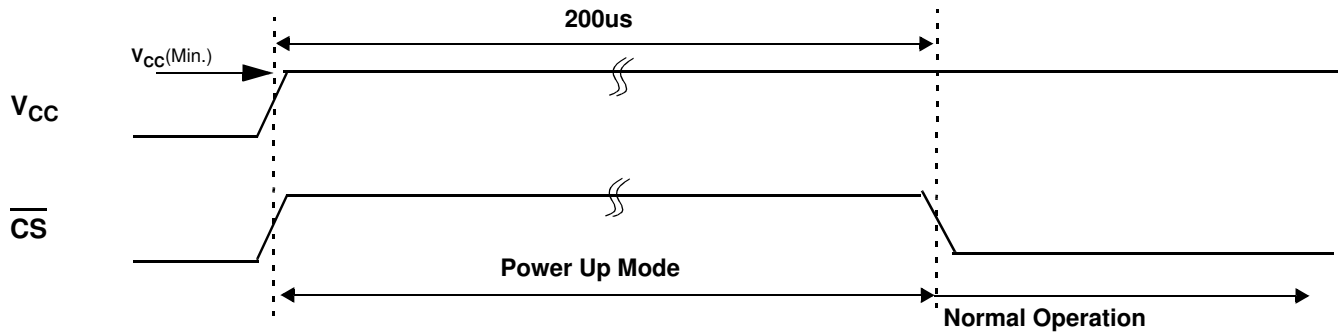 200us
VCC(Min.)
VCC
CS
Power Up Mode
Normal Operation